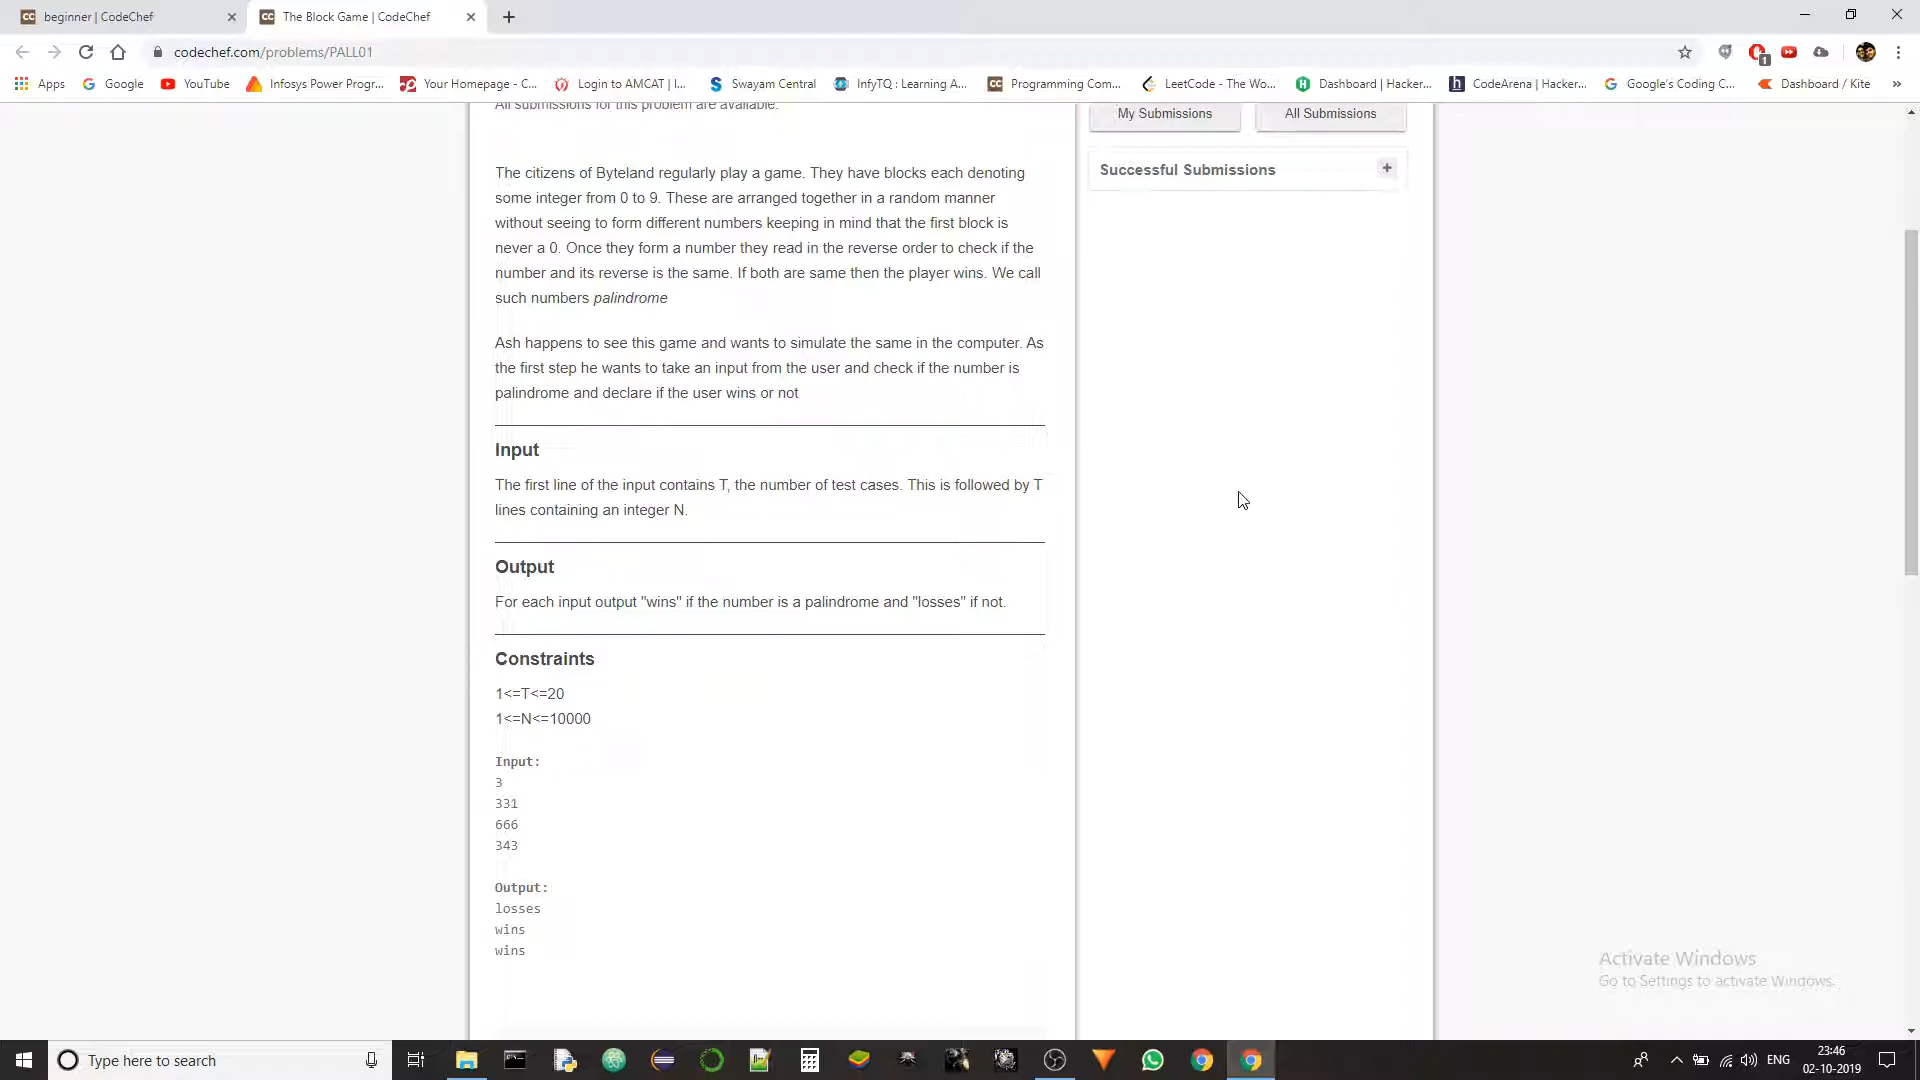 beginner | CodeChef
The Block Game | CodeChef
codechef.com/problems/PALL01
Apps
Google
YouTube
Infosys Power Progr...
Your Homepage - C...
Login to AMCAT | I...
Swayam Central
InfyTQ : Learning A...
Programming Com...
LeetCode - The Wo...
Dashboard | Hacker...
CodeArena | Hacker...
Google's Coding C...
Dashboard / Kite
All submissions for this problem are available.
My Submissions
All Submissions
Successful Submissions
The citizens of Byteland regularly play a game. They have blocks each denoting
some integer from 0 to 9. These are arranged together in a random manner
without seeing to form different numbers keeping in mind that the first block is
never a 0. Once they form a number they read in the reverse order to check if the
number and its reverse is the same. If both are same then the player wins. We call
such numbers palindrome
Ash happens to see this game and wants to simulate the same in the computer. As
the first step he wants to take an input from the user and check if the number is
palindrome and declare if the user wins or not
Input
The first line of the input contains T, the number of test cases. This is followed by T
lines containing an integer N.
Output
For each input output "wins" if the number is a palindrome and "losses" if not.
Constraints
1<=T<=20
1<=N<=10000
Input:
3
331
666
343
Output:
losses
wins
wins
Activate Windows
Go to Settings to activate Windows.
Type here to search
ENG
23:46
02-10-2019